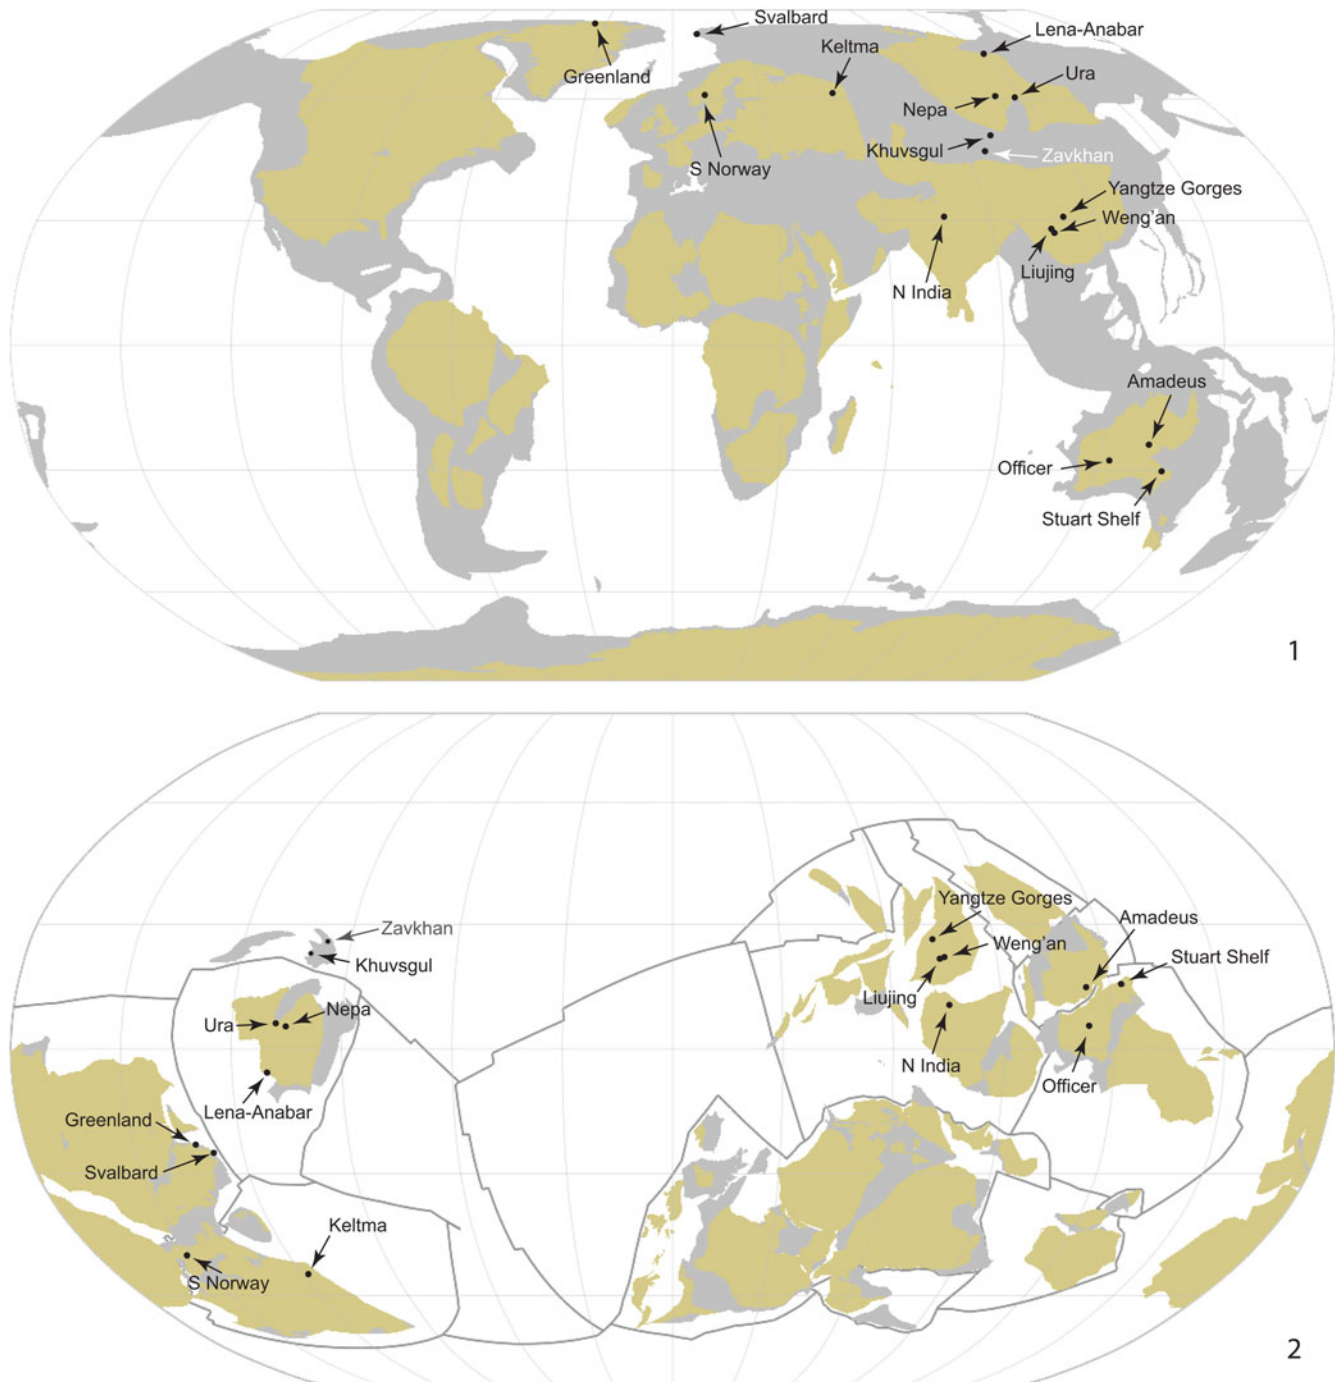 Svalbard
Lena-Anabar
Keltma
Greenland
Ura
Nepa
Khuvsgul
Zavkhan
S Norway
Yangtze Gorges
Weng'an
Liujing
N India
Amadeus
Officer
Stuart Shelf
1
Yangtze Gorges
Amadeus
Zavkhan
Weng'an
Stuart Shelf
Khuvsgul
Liujing
Nepa
Ura
N India
Officer
Lena-Anabar
Greenland
Svalbard
Keltma
S Norway
2